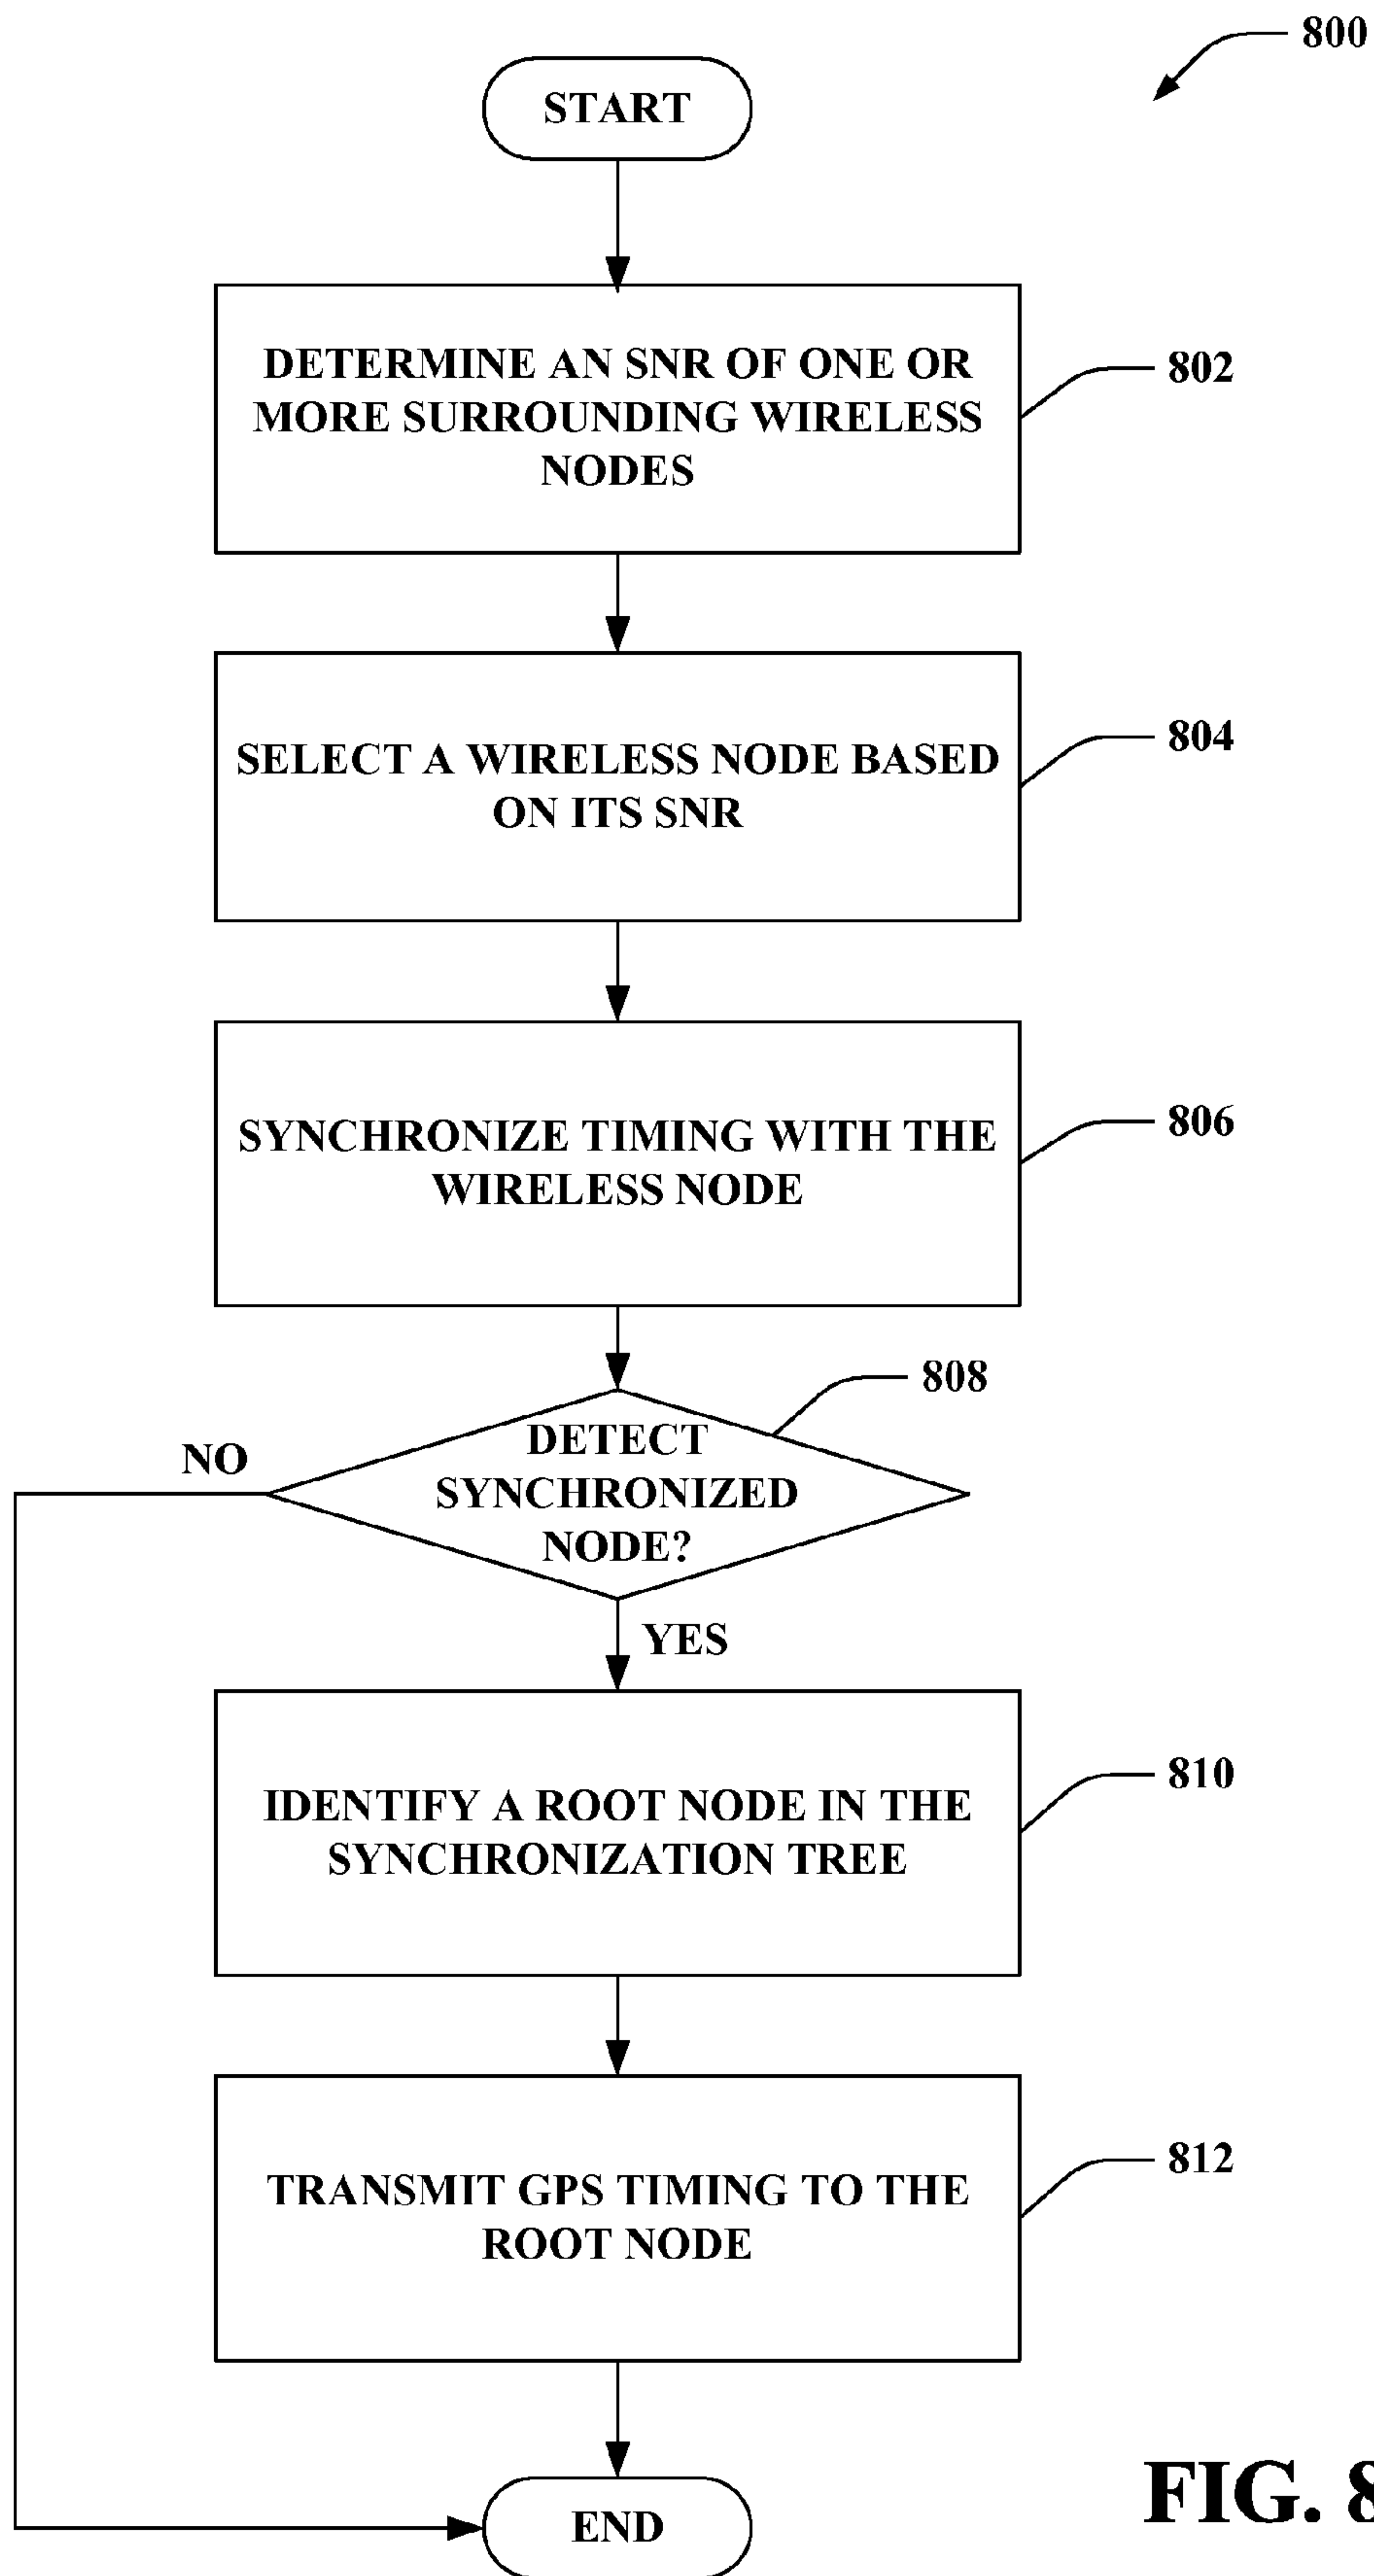 800
START
DETERMINE AN SNR OF ONE OR
MORE SURROUNDING WIRELESS
NODES
802
SELECT A WIRELESS NODE BASED
ON ITS SNR
804
SYNCHRONIZE TIMING WITH THE
WIRELESS NODE
806
808
DETECT
SYNCHRONIZED
NODE?
NO
YES
IDENTIFY A ROOT NODE IN THE
SYNCHRONIZATION TREE
810
TRANSMIT GPS TIMING TO THE
ROOT NODE
812
END
FIG. 8